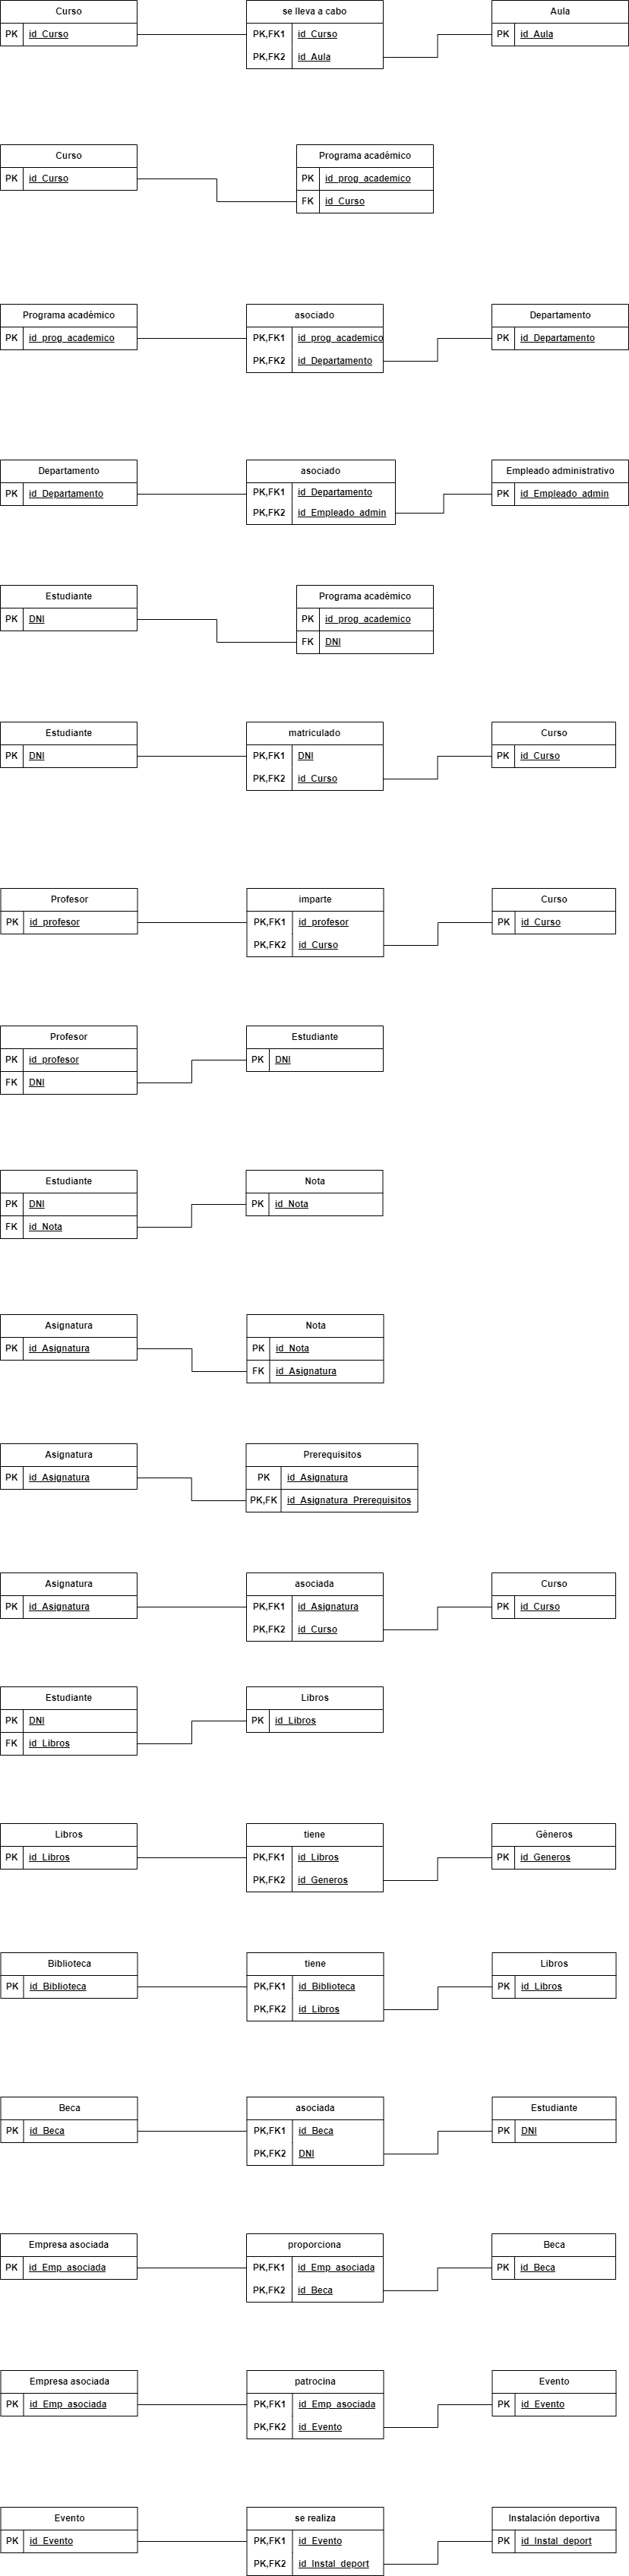 Curso se lleva a cabo Aula
PK id_Curso PK,FK1 id_Curso PK id_Aula
PK,FK2 id_Aula
Curso Programa acadèmico
PK id_Curso PK id_prog_academico
FK id_Curso
Programa acadèmico asociado Departamento
PK id_prog_academico PK,FK1 id_prog_academico PK id_Departamento
PK,FK2 id_Departamento
Departamento asociado Empleado administrativo
PK id_Departamento PK,FK1 id_Departamento PK id_Empleado_admin
PK,FK2 id_Empleado_admin
Estudiante Programa acadèmico
PK DNI PK id_prog_academico
FK DNI
Estudiante matriculado Curso
PK DNI PK,FK1 DNI PK id_Curso
PK,FK2 id_Curso
Profesor imparte Curso
PK id_profesor PK,FK1 id_profesor PK id_Curso
PK,FK2 id_Curso
Profesor Estudiante
PK id_profesor PK DNI
FK DNI
Estudiante Nota
PK DNI PK id_Nota
FK id_Nota
Asignatura Nota
PK id_Asignatura PK id_Nota
FK id_Asignatura
Asignatura Prerequisitos
PK id_Asignatura PK id_Asignatura
PK,FK id_Asignatura_Prerequisitos
Asignatura asociada Curso
PK id_Asignatura PK,FK1 id_Asignatura PK id_Curso
PK,FK2 id_Curso
Estudiante Libros
PK DNI PK id_Libros
FK id_Libros
Libros tiene Gèneros
PK id_Libros PK,FK1 id_Libros PK id_Generos
PK,FK2 id_Generos
Biblioteca tiene Libros
PK id_Biblioteca PK,FK1 id_Biblioteca PK id_Libros
PK,FK2 id_Libros
Beca asociada Estudiante
PK id_Beca PK,FK1 id_Beca PK DNI
PK,FK2 DNI
Empresa asociada proporciona Beca
PK id_Emp_asociada PK,FK1 id_Emp_asociada PK id_Beca
PK,FK2 id_Beca
Empresa asociada patrocina Evento
PK id_Emp_asociada PK,FK1 id_Emp_asociada PK id_Evento
PK,FK2 id_Evento
Evento se realiza Instalación deportiva
PK id_Evento PK,FK1 id_Evento PK id_Instal_deport
PK,FK2 id_Instal_deport